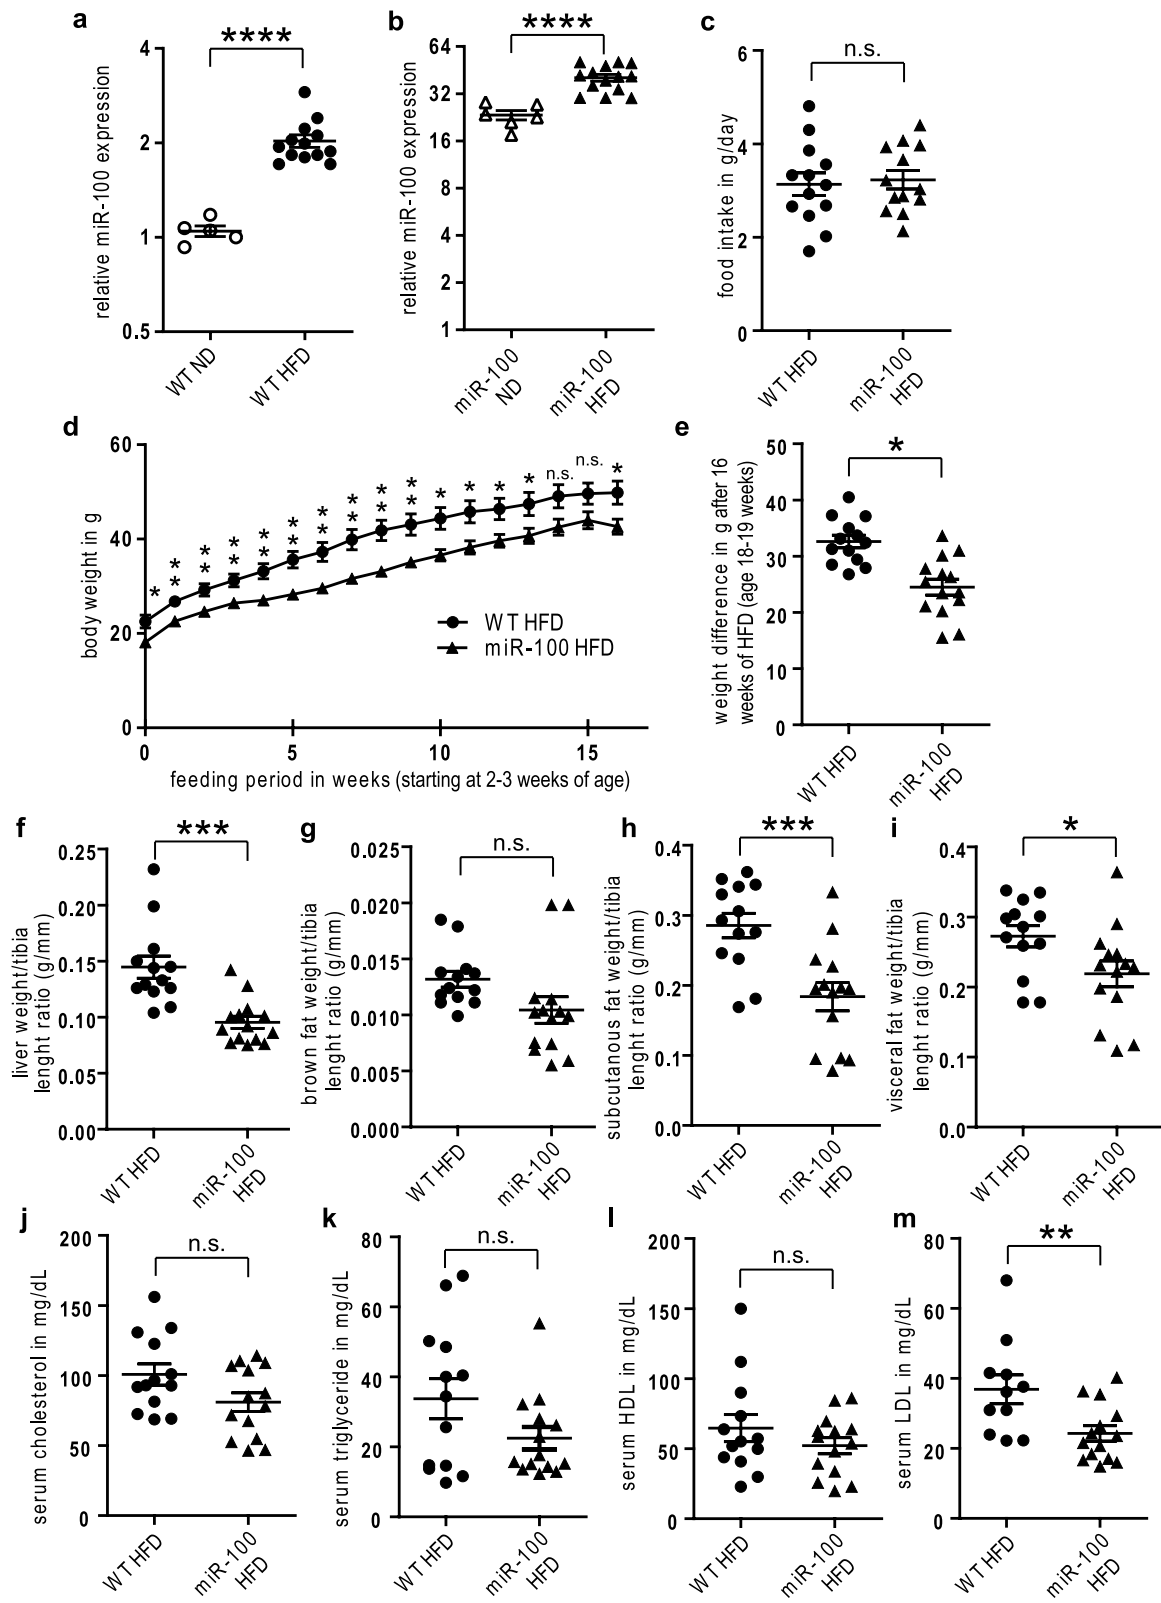 a
****
4
2
1
0.5
relative miR-100 expression
WT ND
WT HFD
b
****
64
32
16
8
4
2
1
relative miR-100 expression
miR-100
ND
miR-100
HFD
c
n.s.
6
4
2
0
food intake in g/day
WT HFD
miR-100
HFD
d
60
40
20
0
body weight in g
* ** ** ** ** ** ** ** ** ** * * * * n.s. n.s. *
WT HFD
miR-100 HFD
0 5 10 15
feeding period in weeks (starting at 2-3 weeks of age)
e
*
50
40
30
20
10
0
weight difference in g after 16
weeks of HFD (age 18-19 weeks)
WT HFD
miR-100
HFD
f
***
0.25
0.20
0.15
0.10
0.05
0.00
liver weight/tibia
lenght ratio (g/mm)
WT HFD
miR-100
HFD
g
n.s.
0.025
0.020
0.015
0.010
0.005
0.000
brown fat weight/tibia
lenght ratio (g/mm)
WT HFD
miR-100
HFD
h
***
0.4
0.3
0.2
0.1
0.0
subcutanous fat weight/tibia
lenght ratio (g/mm)
WT HFD
miR-100
HFD
i
*
0.4
0.3
0.2
0.1
0.0
visceral fat weight/tibia
lenght ratio (g/mm)
WT HFD
miR-100
HFD
j
n.s.
200
150
100
50
0
serum cholesterol in mg/dL
WT HFD
miR-100
HFD
k
n.s.
80
60
40
20
0
serum triglyceride in mg/dL
WT HFD
miR-100
HFD
l
n.s.
200
150
100
50
0
serum HDL in mg/dL
WT HFD
miR-100
HFD
m
**
80
60
40
20
0
serum LDL in mg/dL
WT HFD
miR-100
HFD